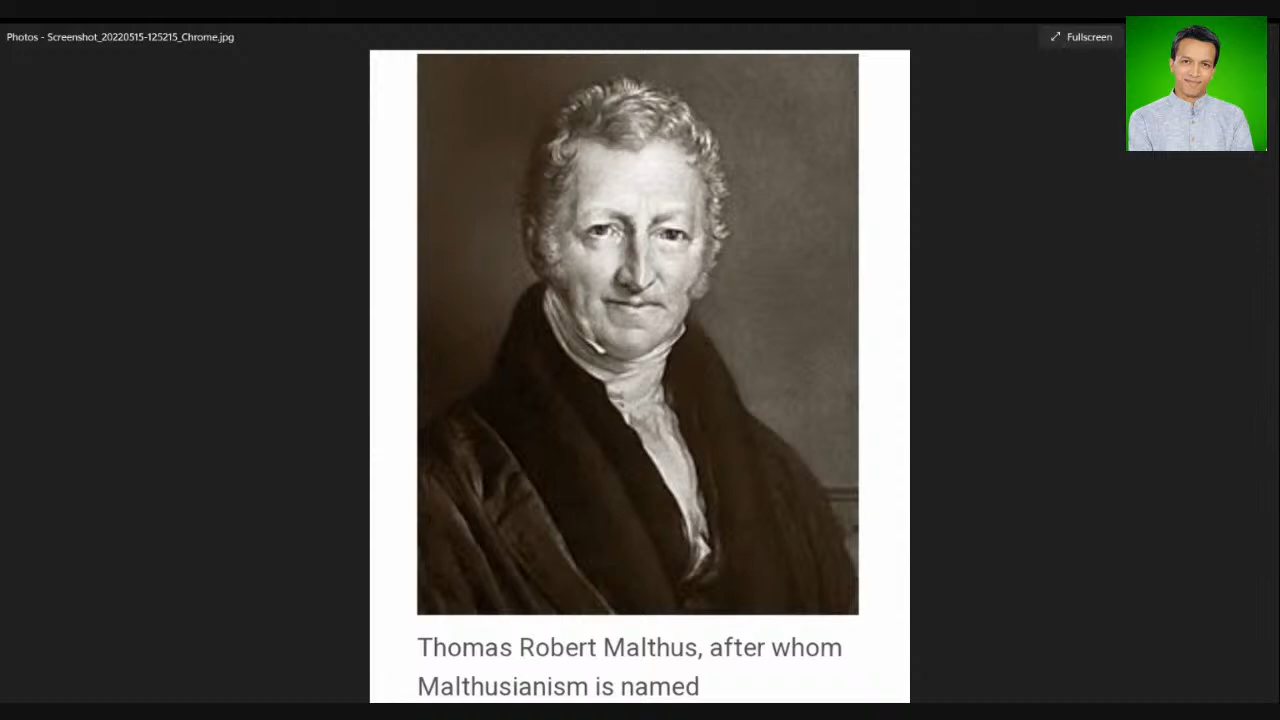 Photos - Screenshot_20220515-125215_Chrome.jpg
Fullscreen
Thomas Robert Malthus, after whom
Malthusianism is named